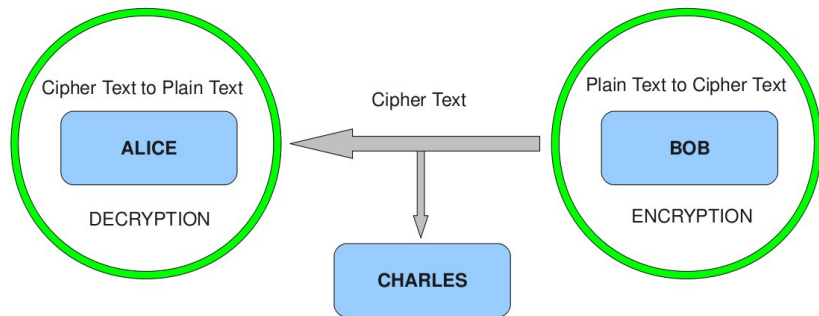 Cipher Text to Plain Text
ALICE
DECRYPTION
Cipher Text
CHARLES
Plain Text to Cipher Text
BOB
ENCRYPTION